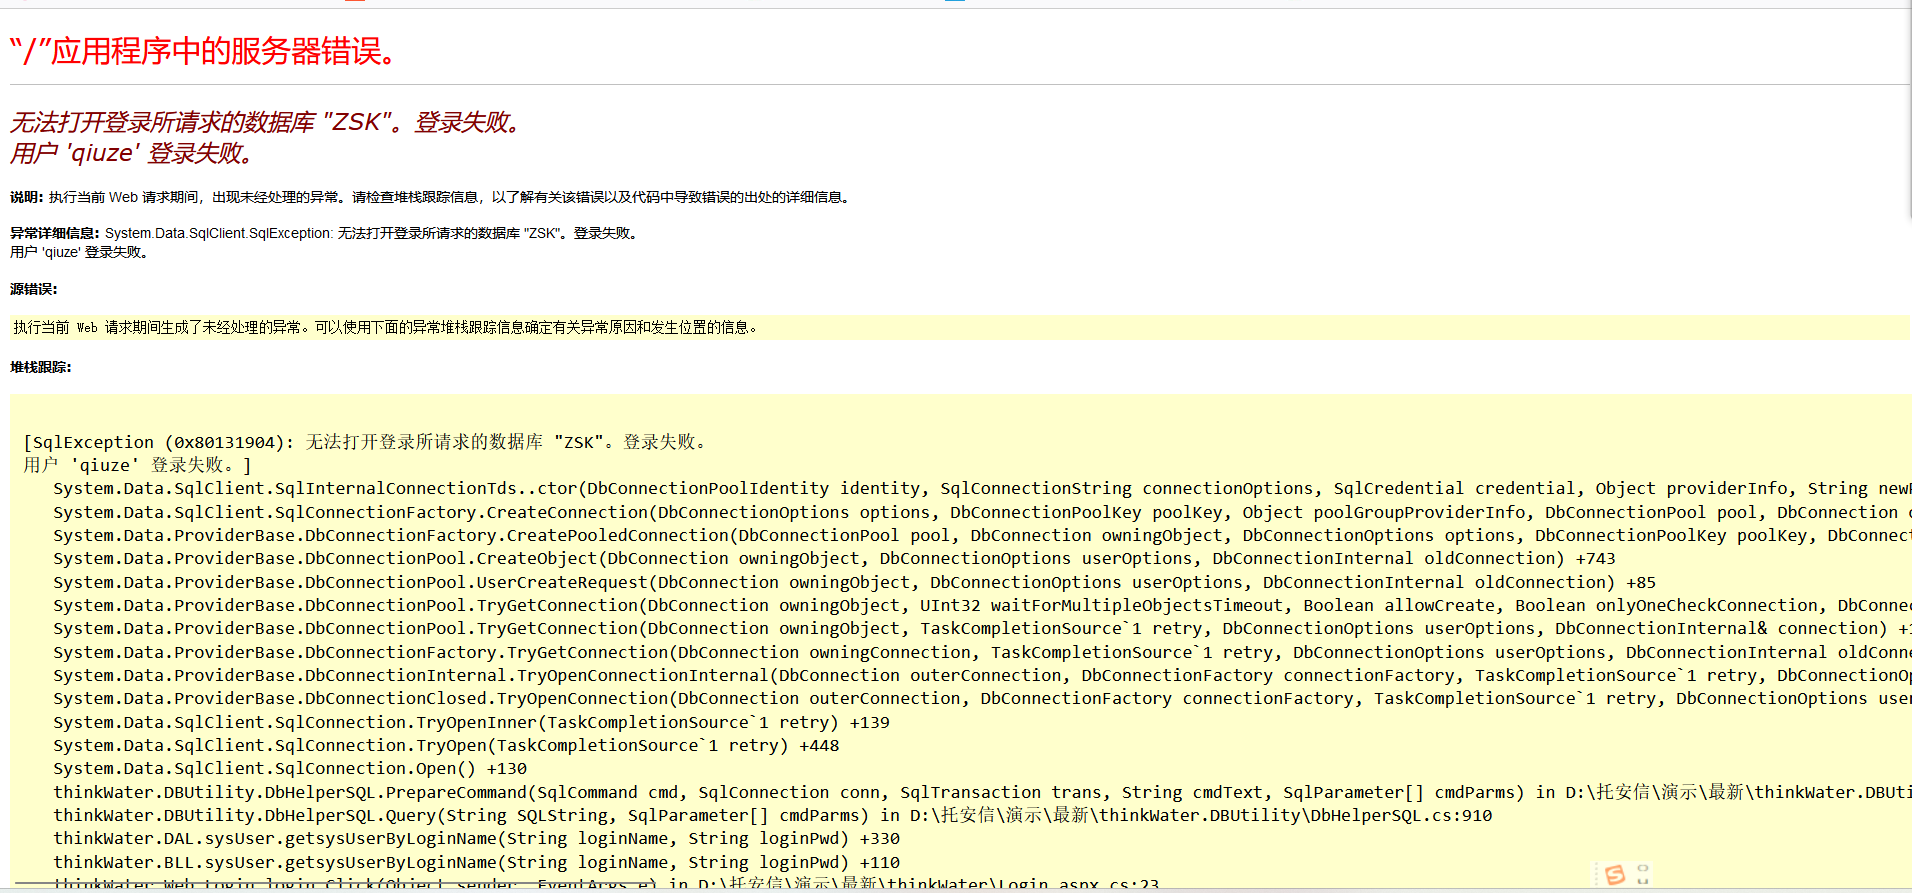 “/”应用程序中的服务器错误。
无法打开登录所请求的数据库 "ZSK"。登录失败。
用户 'qiuze' 登录失败。
说明: 执行当前 Web 请求期间，出现未经处理的异常。请检查堆栈跟踪信息，以了解有关该错误以及代码中导致错误的出处的详细信息。
异常详细信息: System.Data.SqlClient.SqlException: 无法打开登录所请求的数据库 "ZSK"。登录失败。
用户 'qiuze' 登录失败。
源错误:
执行当前 Web 请求期间生成了未经处理的异常。可以使用下面的异常堆栈跟踪信息确定有关异常原因和发生位置的信息。
堆栈跟踪:
[SqlException (0x80131904): 无法打开登录所请求的数据库 "ZSK"。登录失败。
用户 'qiuze' 登录失败。]
System.Data.SqlClient.SqlInternalConnectionTds..ctor(DbConnectionPoolIdentity identity, SqlConnectionString connectionOptions, SqlCredential credential, Object providerInfo, String
System.Data.SqlClient.SqlConnectionFactory.CreateConnection(DbConnectionOptions options, DbConnectionPoolKey poolKey, Object poolGroupProviderInfo, DbConnectionPool pool, DbConnection
System.Data.ProviderBase.DbConnectionFactory.CreatePooledConnection(DbConnectionPool pool, DbConnection owningObject, DbConnectionOptions options, DbConnectionPoolKey poolKey, DbConnect
System.Data.ProviderBase.DbConnectionPool.CreateObject(DbConnection owningObject, DbConnectionOptions userOptions, DbConnectionInternal oldConnection) +743
System.Data.ProviderBase.DbConnectionPool.UserCreateRequest(DbConnection owningObject, DbConnectionOptions userOptions, DbConnectionInternal oldConnection) +85
System.Data.ProviderBase.DbConnectionPool.TryGetConnection(DbConnection owningObject, UInt32 waitForMultipleObjectsTimeout, Boolean allowCreate, Boolean onlyOneCheckConnection, DbConnec
System.Data.ProviderBase.DbConnectionPool.TryGetConnection(DbConnection owningObject, TaskCompletionSource`1 retry, DbConnectionOptions userOptions, DbConnectionInternal& connection) +1
System.Data.ProviderBase.DbConnectionFactory.TryGetConnection(DbConnection owningConnection, TaskCompletionSource`1 retry, DbConnectionOptions userOptions, DbConnectionInternal oldConne
System.Data.ProviderBase.DbConnectionInternal.TryOpenConnectionInternal(DbConnection outerConnection, DbConnectionFactory connectionFactory, TaskCompletionSource`1 retry, DbConnectionOp
System.Data.ProviderBase.DbConnectionClosed.TryOpenConnection(DbConnection outerConnection, DbConnectionFactory connectionFactory, TaskCompletionSource`1 retry, DbConnectionOptions user
System.Data.SqlClient.SqlConnection.TryOpenInner(TaskCompletionSource`1 retry) +139
System.Data.SqlClient.SqlConnection.TryOpen(TaskCompletionSource`1 retry) +448
System.Data.SqlClient.SqlConnection.Open() +130
thinkWater.DBUtility.DbHelperSQL.PrepareCommand(SqlCommand cmd, SqlConnection conn, SqlTransaction trans, String cmdText, SqlParameter[] cmdParms) in D:\托安信\演示\最新\thinkWater.DBUti
thinkWater.DBUtility.DbHelperSQL.Query(String SQLString, SqlParameter[] cmdParms) in D:\托安信\演示\最新\thinkWater.DBUtility\DbHelperSQL.cs:910
thinkWater.DAL.sysUser.getsysUserByLoginName(String loginName, String loginPwd) +330
thinkWater.BLL.sysUser.getsysUserByLoginName(String loginName, String loginPwd) +110
thinkWater.Web.Login.login_Click(Object sender, EventArgs e) in D:\托安信\演示\最新\thinkWater\Login.aspx.cs:23